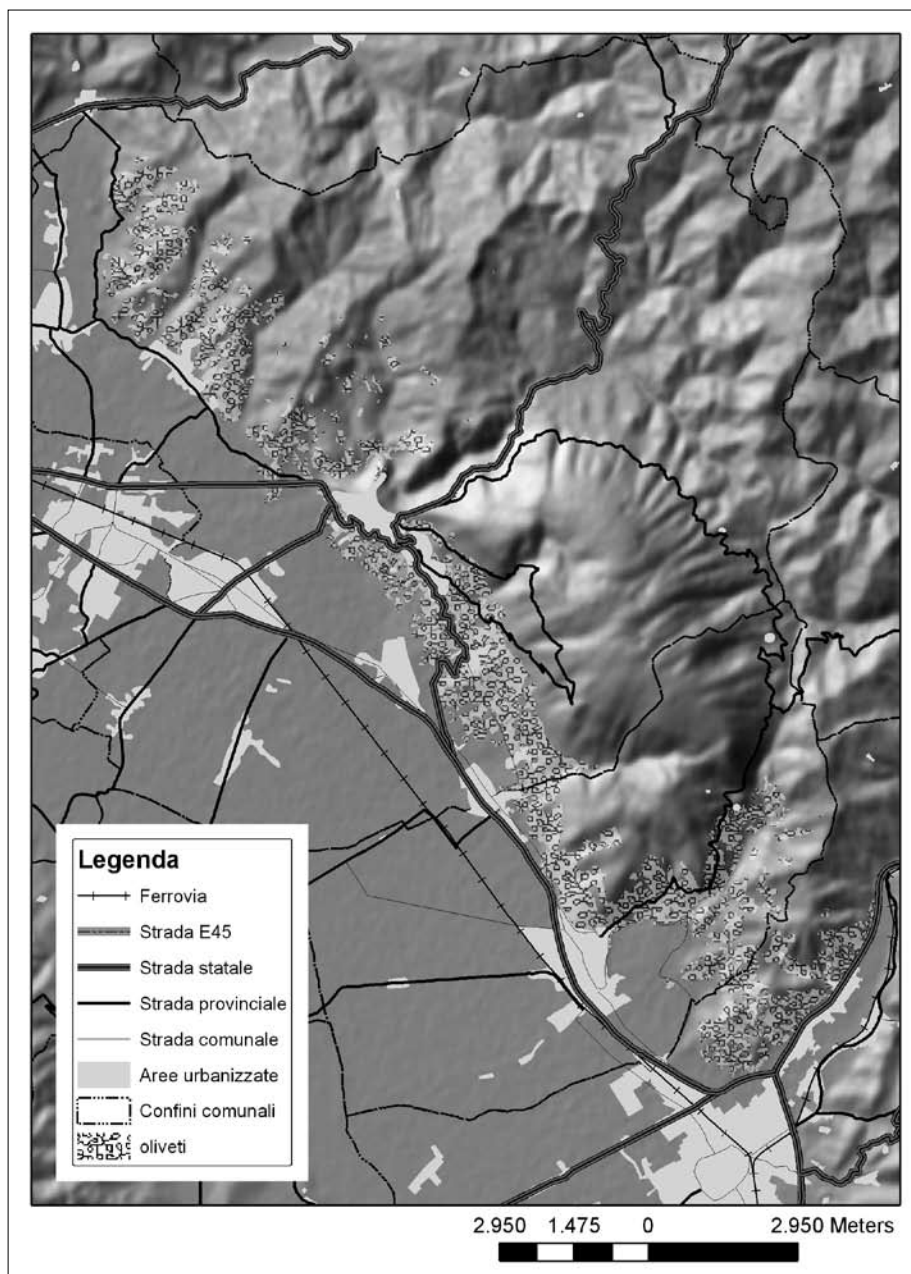 Legenda
Ferrovia
Strada E45
Strada statale
Strada provinciale
Strada comunale
Aree urbanizzate
Confini comunali
oliveti
2.950 1.475 0 2.950 Meters